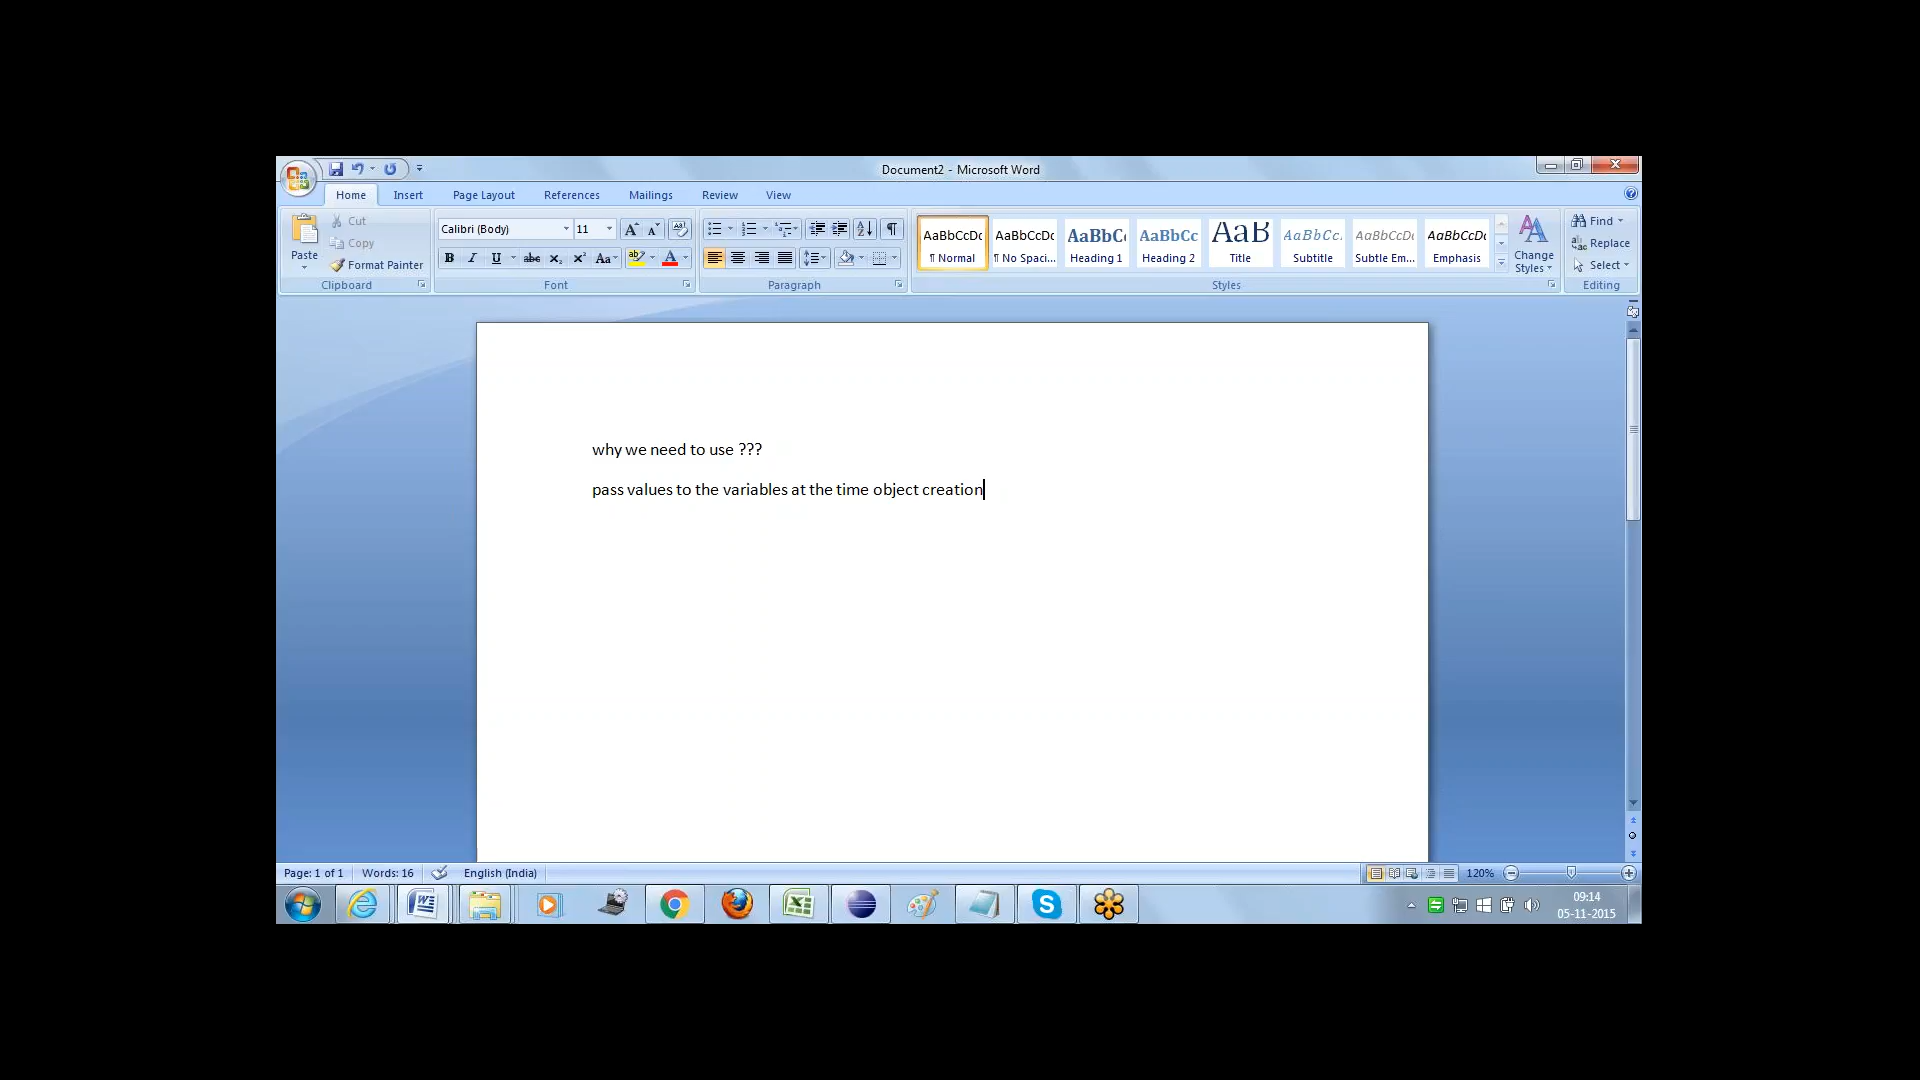 Document2 - Microsoft Word
Home Insert Page Layout References Mailings Review View
Paste
Cut
Copy
Format Painter
Clipboard
Calibri (Body) 11
Font
Paragraph
AaBbCcDc AaBbCcDc AaBbC AaBbCc AaB AaBbCc. AaBbCcDc AaBbCcDc
¶ Normal ¶ No Spaci... Heading 1 Heading 2 Title Subtitle Subtle Em... Emphasis
Change Styles
Styles
Find
Replace
Select
Editing
why we need to use ???
pass values to the variables at the time object creation
Page: 1 of 1 Words: 16 English (India) 120%
09:14
05-11-2015